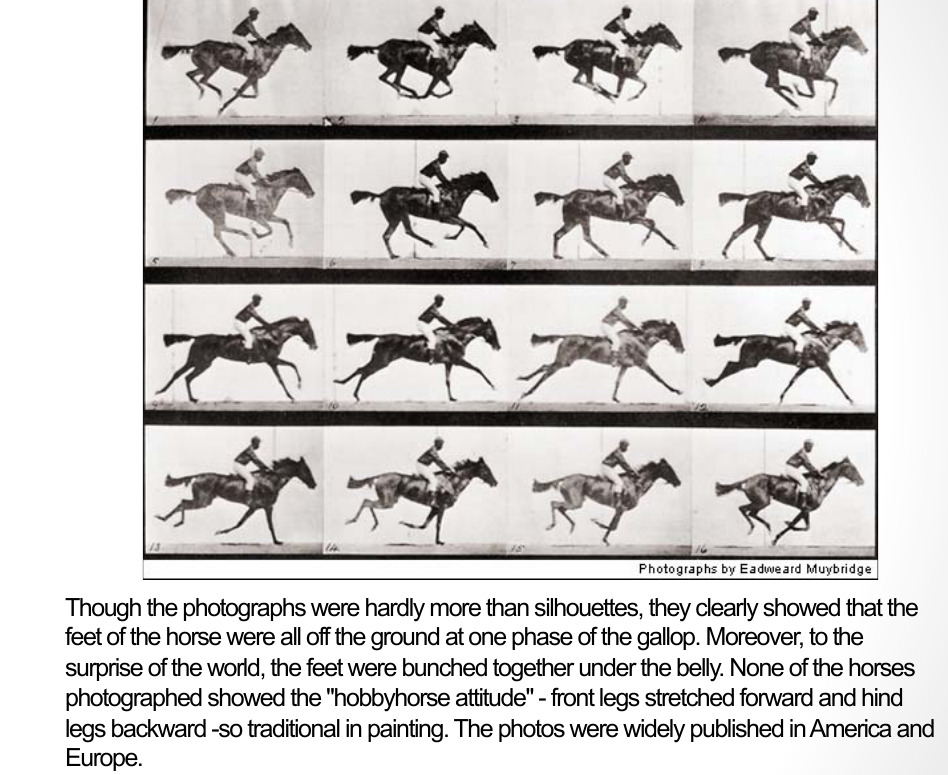 1 2 3 4
5 6 7 8
9 10 11 12
13 14 15 16
Photographs by Eadweard Muybridge
Though the photographs were hardly more than silhouettes, they clearly showed that the
feet of the horse were all off the ground at one phase of the gallop. Moreover, to the
surprise of the world, the feet were bunched together under the belly. None of the horses
photographed showed the "hobbyhorse attitude" - front legs stretched forward and hind
legs backward -so traditional in painting. The photos were widely published in America and
Europe.